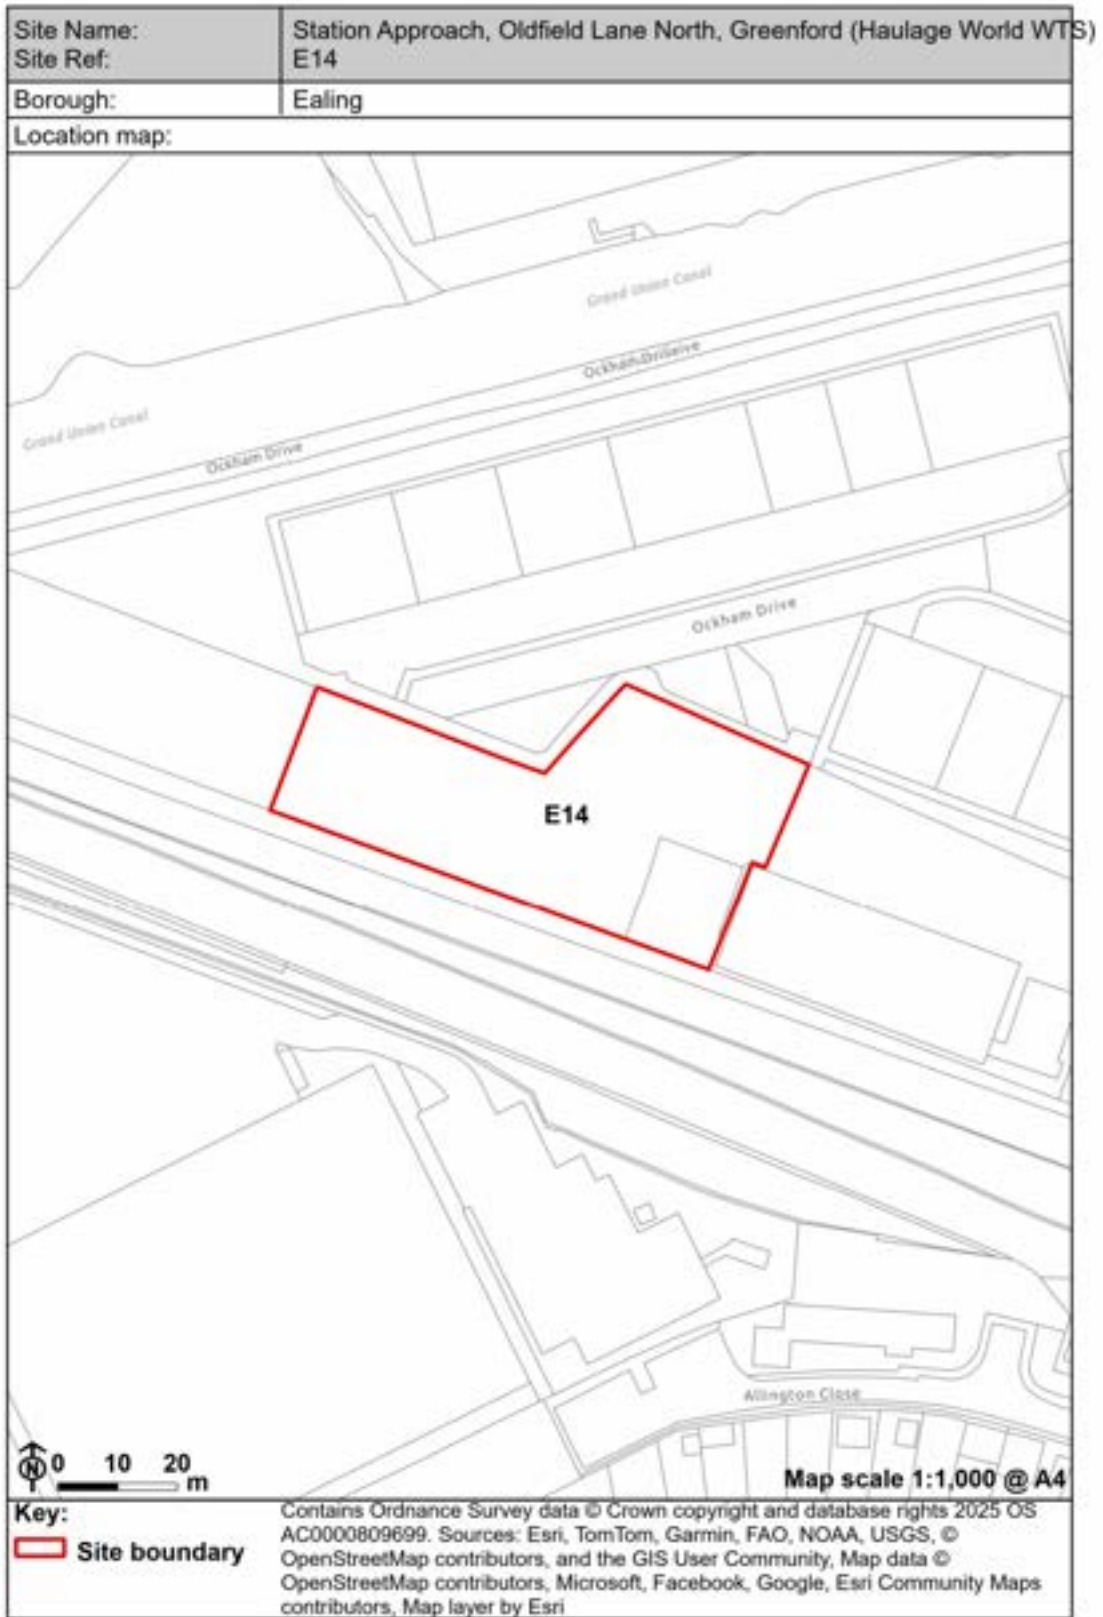 Site Name: Station Approach, Oldfield Lane North, Greenford (Haulage World WTS)
Site Ref: E14
Borough: Ealing
Location map:
Grand Union Canal
Ockham DriSeive
Grand Union Canal
Ockham Drive
Ockham Drive
E14
Allington Close
N 0 10 20 m
Map scale 1:1,000 @ A4
Key:
Site boundary
Contains Ordnance Survey data © Crown copyright and database rights 2025 OS
AC0000809699. Sources: Esri, TomTom, Garmin, FAO, NOAA, USGS, ©
OpenStreetMap contributors, and the GIS User Community, Map data ©
OpenStreetMap contributors, Microsoft, Facebook, Google, Esri Community Maps
contributors, Map layer by Esri